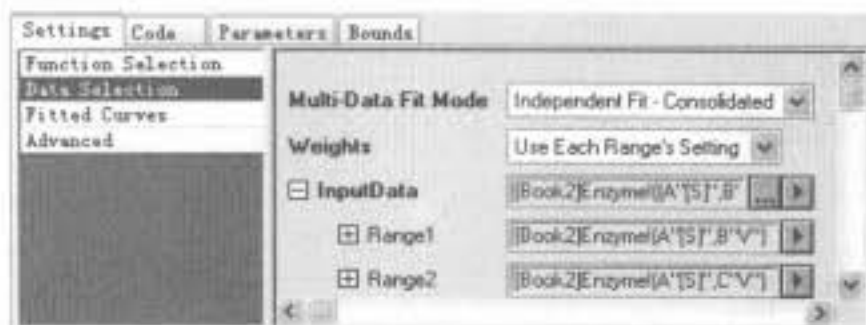 Settings Code Parameters Bounds
Function Selection
Data Selection
Fitted Curves
Advanced
Multi-Data Fit Mode Independent Fit - Consolidated
Weights Use Each Range's Setting
InputData [Book2]Enzyme!(A"[S]",B" ...
Range1 [Book2]Enzyme!(A"[S]",B"V")
Range2 [Book2]Enzyme!(A"[S]",C"V")